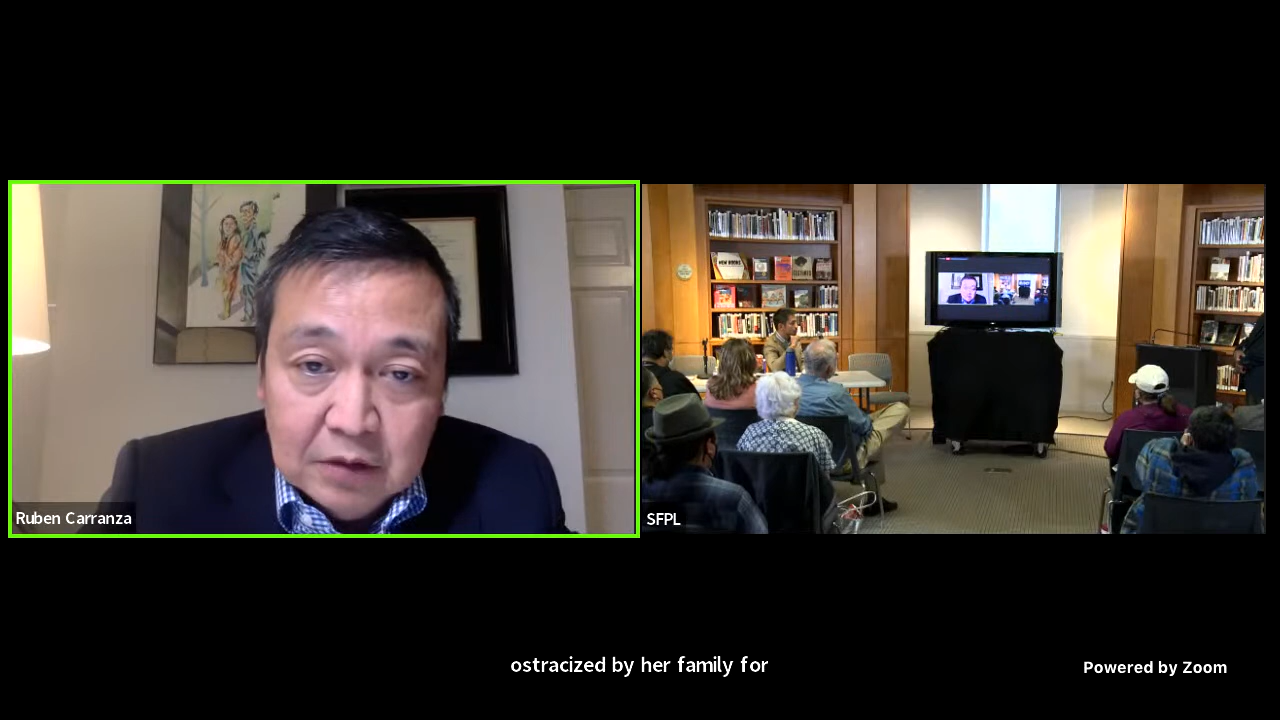 Ruben Carranza
SFPL
ostracized by her family for
Powered by Zoom